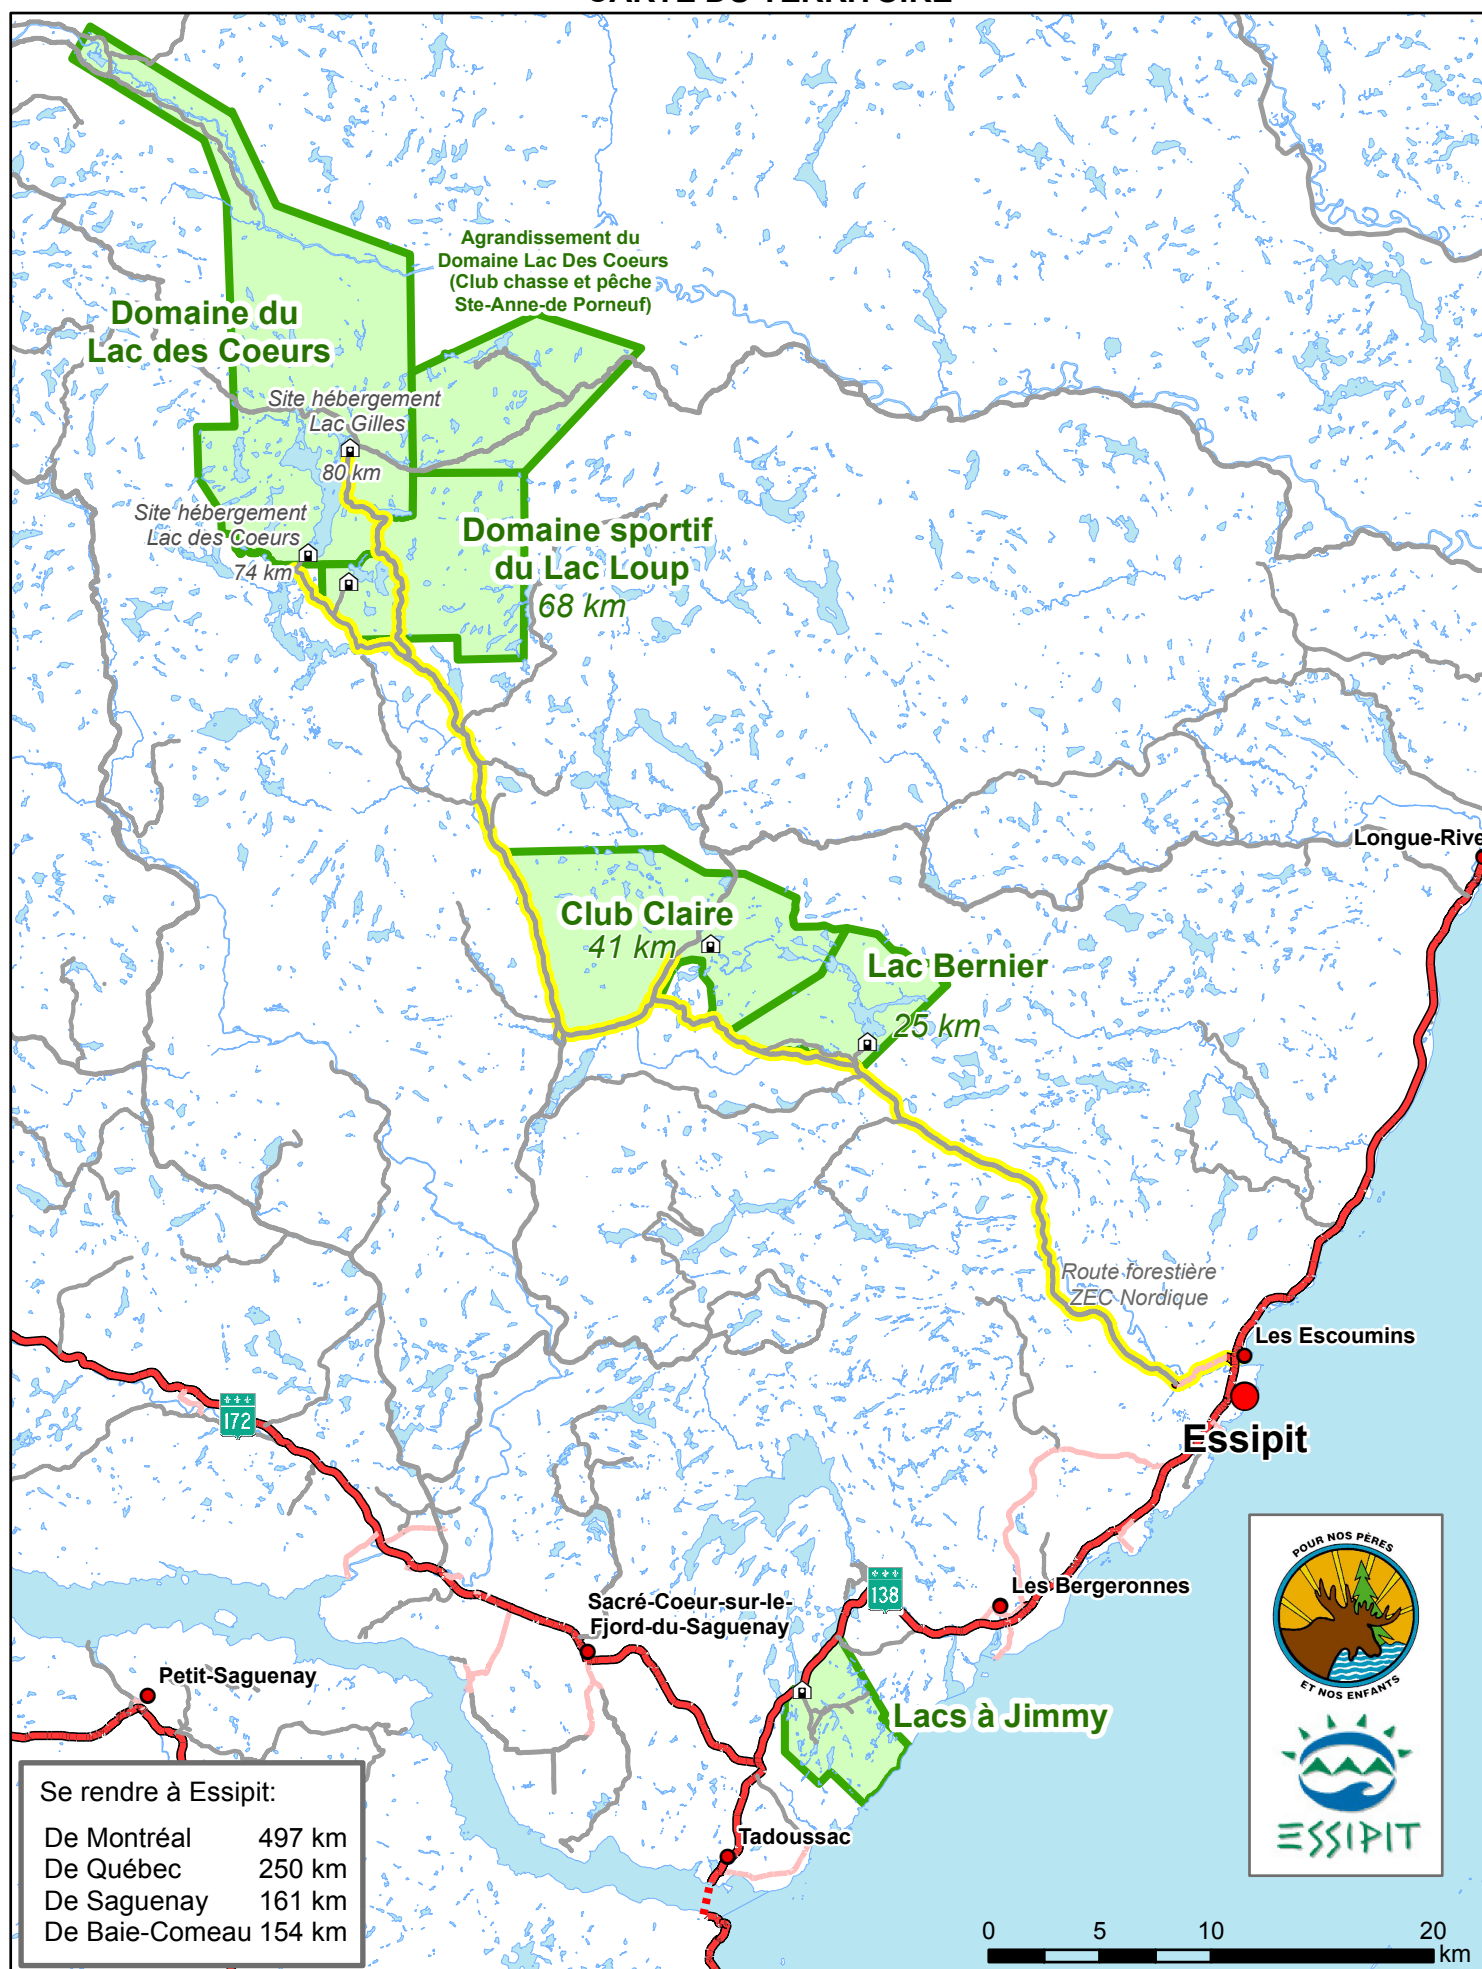 CARTE DU TERRITOIRE
Agrandissement du
Domaine Lac Des Coeurs
(Club chasse et pêche
Ste-Anne-de Porneuf)
Domaine du
Lac des Coeurs
Site hébergement
Lac Gilles
80 km
Site hébergement
Lac des Coeurs
74 km
Domaine sportif
du Lac Loup
68 km
Longue-Rive
Club Claire
41 km
Lac Bernier
25 km
Route forestière
ZEC Nordique
Les Escoumins
Essipit
172
138
Les Bergeronnes
Sacré-Coeur-sur-le-
Fjord-du-Saguenay
Petit-Saguenay
Lacs à Jimmy
Tadoussac
POUR NOS PÈRES
ET NOS ENFANTS
ESSIPIT
Se rendre à Essipit:
De Montréal 497 km
De Québec 250 km
De Saguenay 161 km
De Baie-Comeau 154 km
0 5 10 20
km